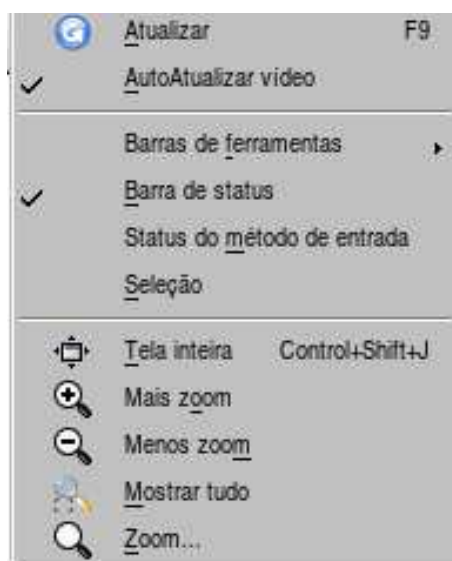 Atualizar F9
AutoAtualizar vídeo
Barras de ferramentas
Barra de status
Status do método de entrada
Seleção
Tela inteira Control+Shift+J
Mais zoom
Menos zoom
Mostrar tudo
Zoom...